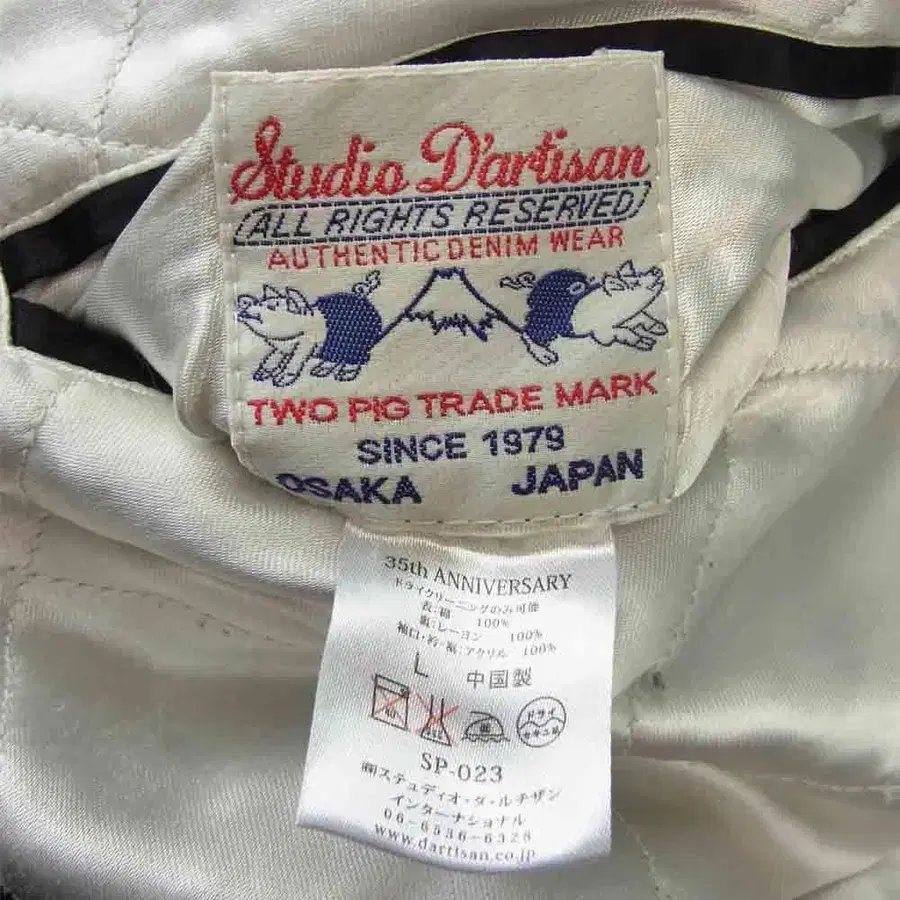 Studio D'artisan
ALL RIGHTS RESERVED
AUTHENTIC DENIM WEAR
TWO PIG TRADE MARK
SINCE 1979
OSAKA JAPAN
35th ANNIVERSARY
ドライクリーニングのみ可能
表:綿 100%
裏:レーヨン 100%
袖口・衿・裾:アクリル 100%
L 中国製
ドライ
SP-023
㈱ステュディオ・ダ・ルチザン
インターナショナル
06-6536-6328
www.dartisan.co.jp